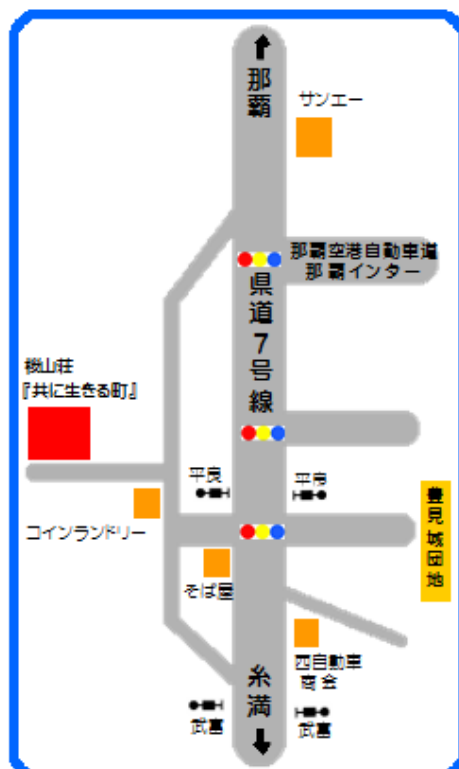 那覇
サンエー
那覇空港自動車道
那覇インター
県道7号線
桜山荘
『共に生きる町』
平良
平良
豊見城団地
コインランドリー
そば屋
西自動車
商会
糸満
武富
武富